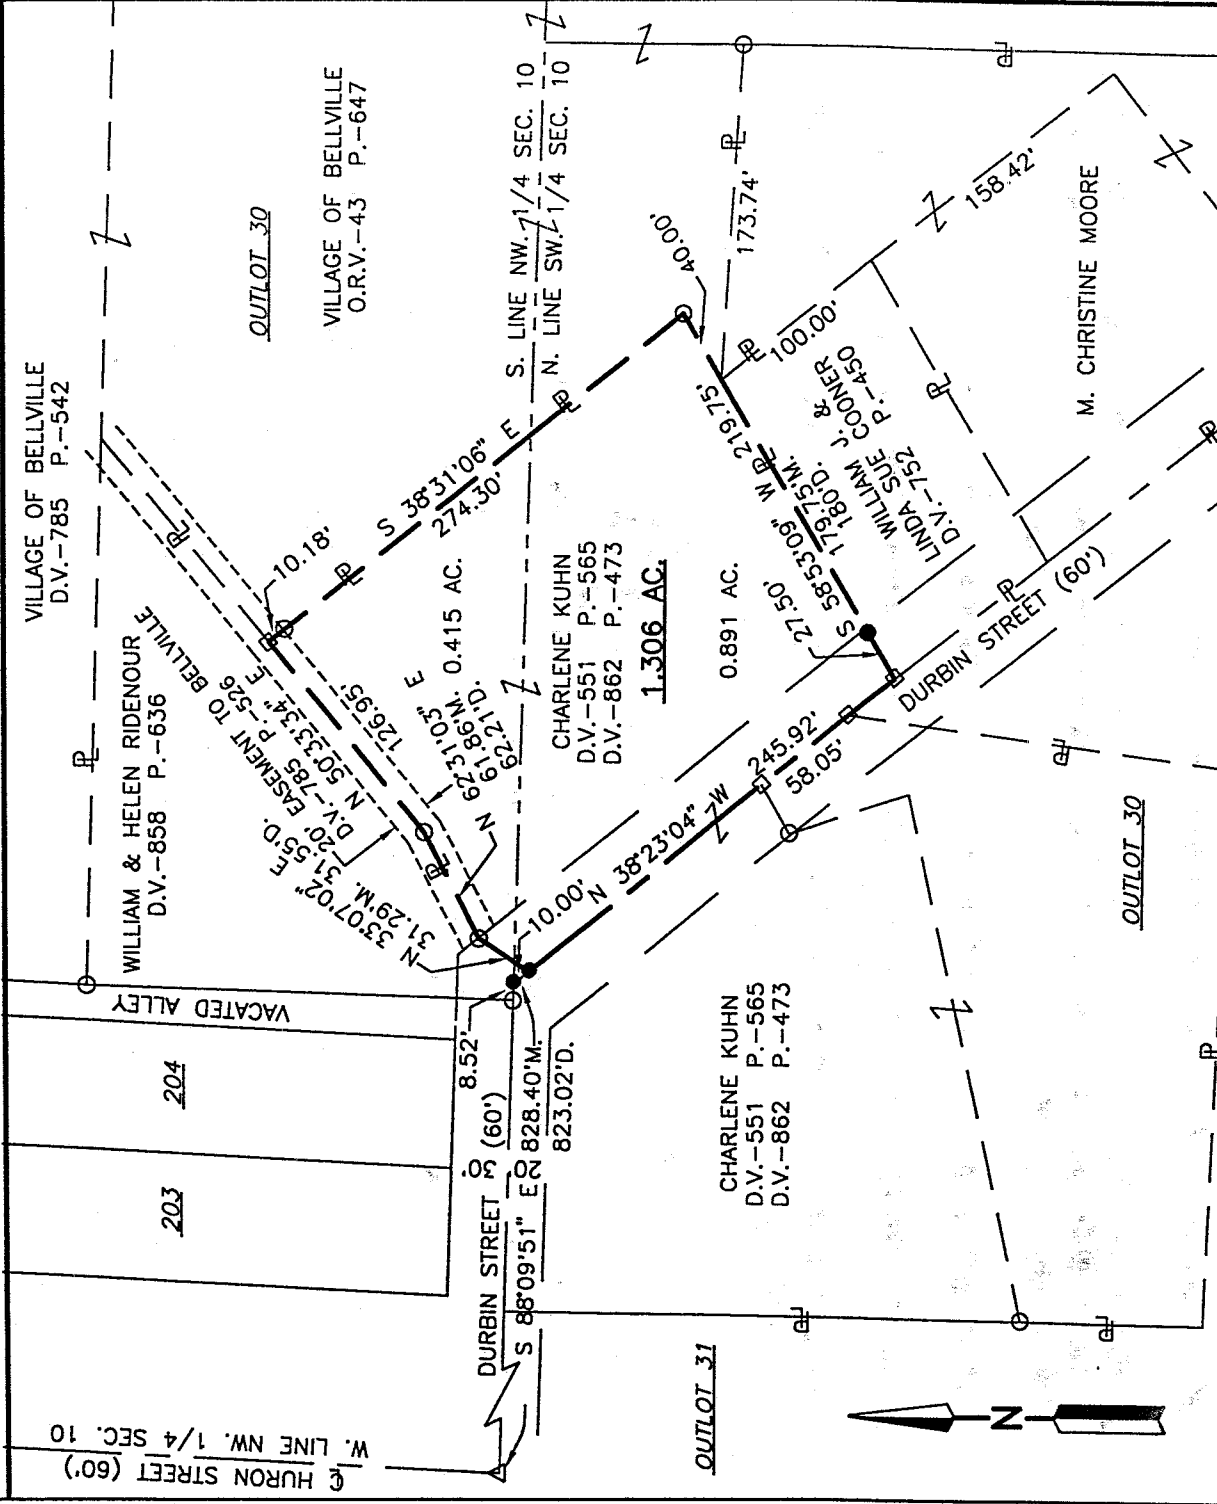 VILLAGE OF BELLVILLE
D.V.-785 P.-542
OUTLOT 30
VILLAGE OF BELLVILLE
O.R.V.-43 P.-647
WILLIAM & HELEN RIDENOUR
D.V.-858 P.-636
20' EASEMENT TO BELLVILLE
D.V.-785 P.-526
N 50°33'34" E
126.95'
10.18'
S 38°31'06" E
274.30'
S. LINE NW. 1/4 SEC. 10
N. LINE SW. 1/4 SEC. 10
40.00'
173.74'
158.42'
100.00'
N 33°07'02" E
31.29'M. 31.55'D.
N 62°31'03" E
61.86'M.
62.21'D.
0.415 AC.
CHARLENE KUHN
D.V.-551 P.-565
D.V.-862 P.-473
1.306 AC.
0.891 AC.
S 58°53'09" W 219.75'
179.75'M.
180'D.
27.50'
WILLIAM J. &
LINDA SUE COONER
D.V.-752 P.-450
M. CHRISTINE MOORE
DURBIN STREET (60')
N 38°23'04" W 245.92'
58.05'
10.00'
8.52'
VACATED ALLEY
204
203
DURBIN STREET (60')
30'
20
S 88°09'51" E 828.40'M.
823.02'D.
CHARLENE KUHN
D.V.-551 P.-565
D.V.-862 P.-473
OUTLOT 30
OUTLOT 31
W. LINE NW. 1/4 SEC. 10
℄ HURON STREET (60')
N